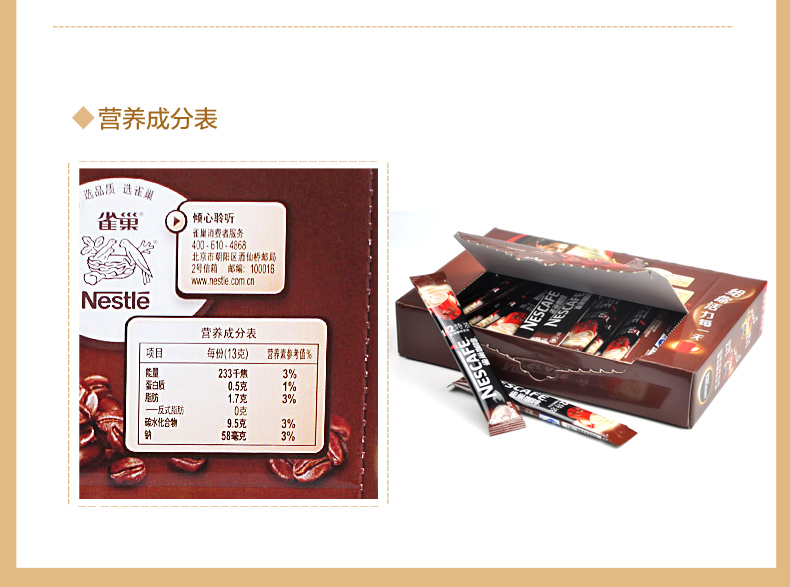 营养成分表
选品质 选雀巢
雀巢®
Nestlé
倾心聆听
雀巢消费者服务
400-610-4868
北京市朝阳区酒仙桥邮局
2号信箱 邮编：100016
www.nestle.com.cn
营养成分表
项目 每份(13克) 营养素参考值%
能量 233千焦 3%
蛋白质 0.5克 1%
脂肪 1.7克 3%
——反式脂肪 0克
碳水化合物 9.5克 3%
钠 58毫克 3%
NESCAFÉ
NESCAFÉ
NESCAFÉ
NESCAFÉ